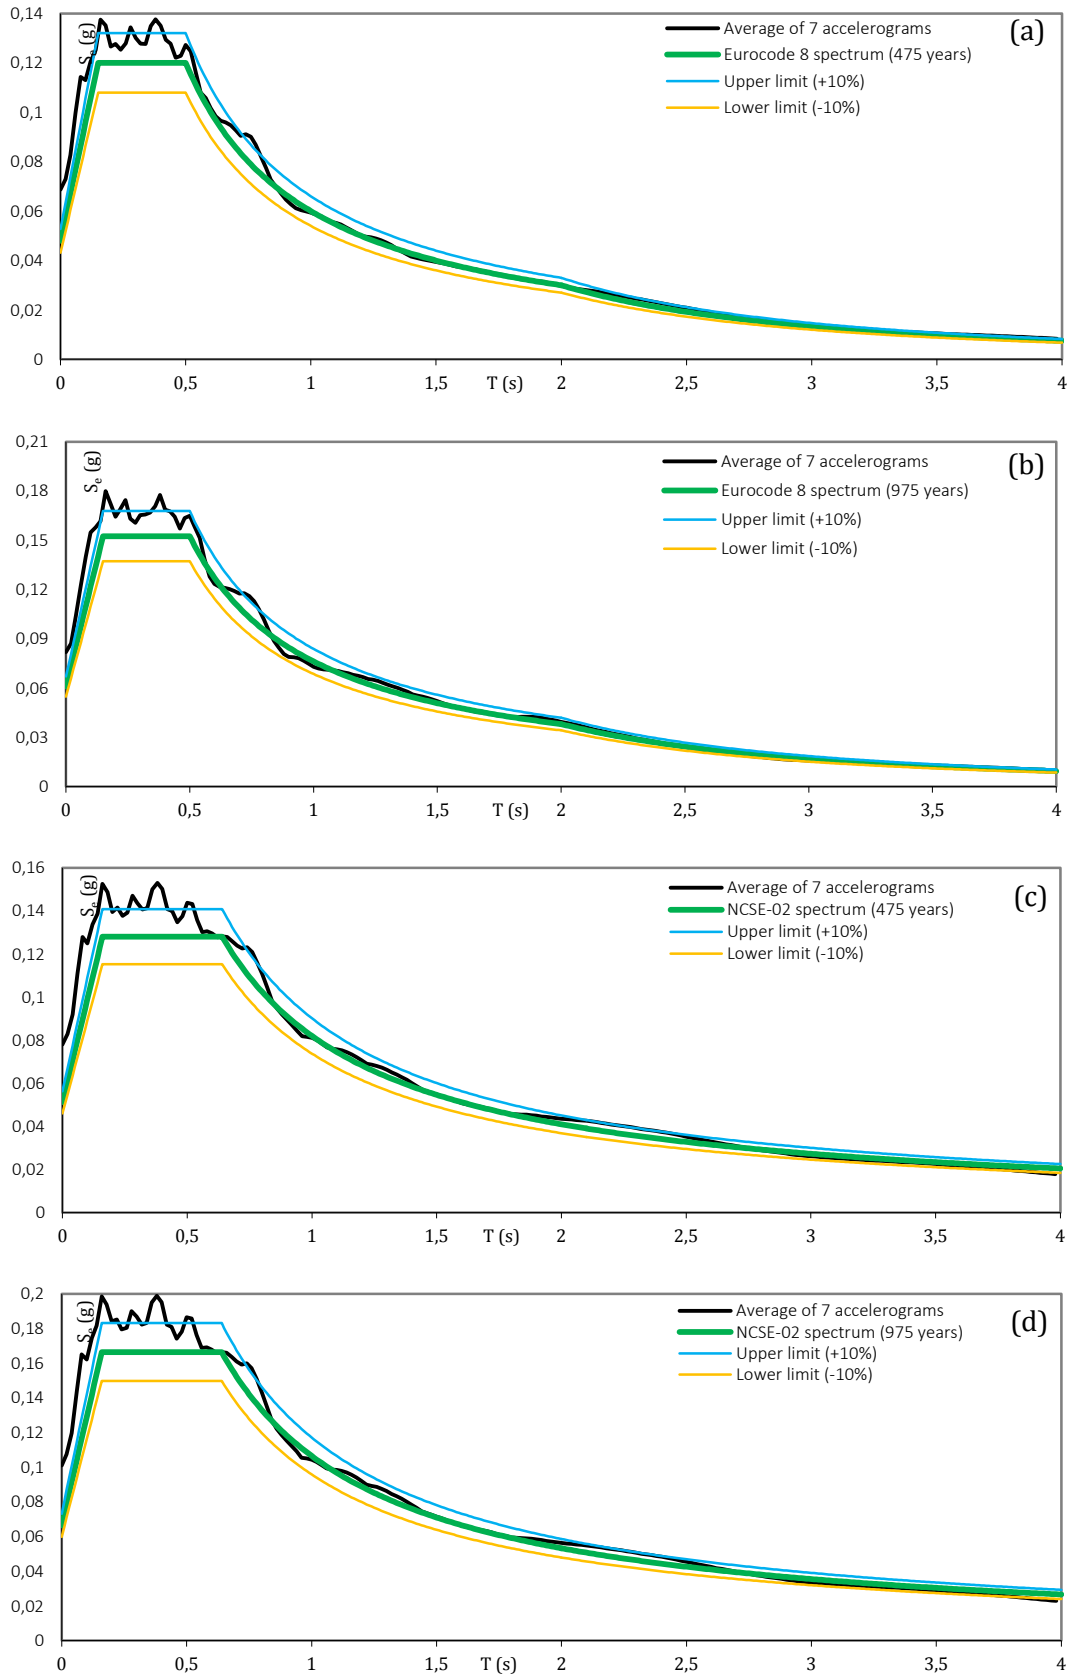 0,14
0,12
0,1
0,08
0,06
0,04
0,02
0
Sₑ (g)
Average of 7 accelerograms
Eurocode 8 spectrum (475 years)
Upper limit (+10%)
Lower limit (-10%)
(a)
0 0,5 1 1,5 T (s) 2 2,5 3 3,5 4
0,21
0,18
0,15
0,12
0,09
0,06
0,03
0
Sₑ (g)
Average of 7 accelerograms
Eurocode 8 spectrum (975 years)
Upper limit (+10%)
Lower limit (-10%)
(b)
0 0,5 1 1,5 T (s) 2 2,5 3 3,5 4
0,16
0,14
0,12
0,1
0,08
0,06
0,04
0,02
0
Sₑ (g)
Average of 7 accelerograms
NCSE-02 spectrum (475 years)
Upper limit (+10%)
Lower limit (-10%)
(c)
0 0,5 1 1,5 T (s) 2 2,5 3 3,5 4
0,2
0,18
0,16
0,14
0,12
0,1
0,08
0,06
0,04
0,02
0
Sₑ (g)
Average of 7 accelerograms
NCSE-02 spectrum (975 years)
Upper limit (+10%)
Lower limit (-10%)
(d)
0 0,5 1 1,5 T (s) 2 2,5 3 3,5 4